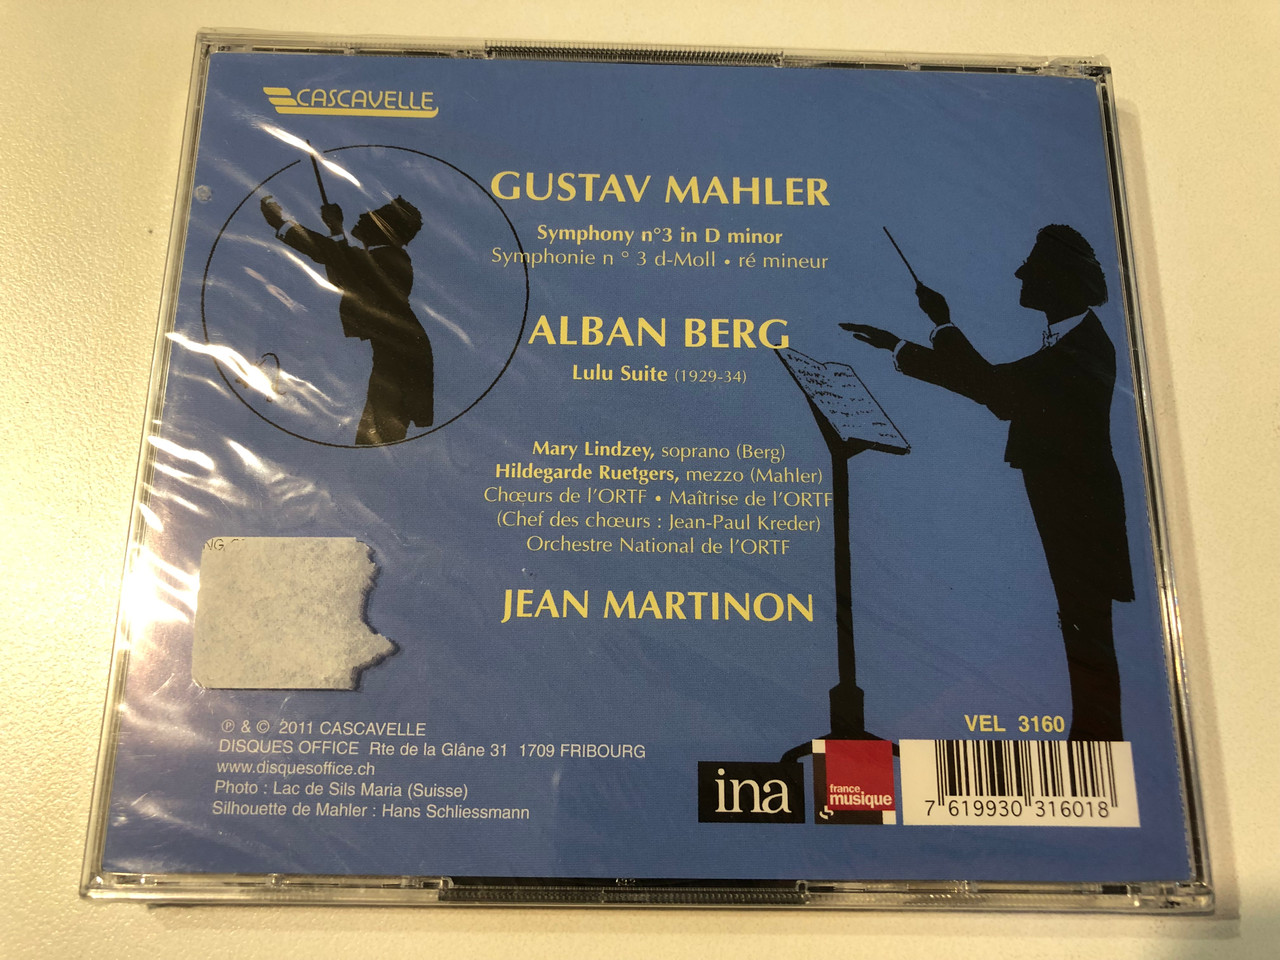 CASCAVELLE
GUSTAV MAHLER
Symphony n°3 in D minor
Symphonie n ° 3 d-Moll • ré mineur
ALBAN BERG
Lulu Suite (1929-34)
Mary Lindzey, soprano (Berg)
Hildegarde Ruetgers, mezzo (Mahler)
Chœurs de l'ORTF • Maîtrise de l'ORTF
(Chef des chœurs : Jean-Paul Kreder)
Orchestre National de l'ORTF
JEAN MARTINON
℗ & © 2011 CASCAVELLE
DISQUES OFFICE Rte de la Glâne 31 1709 FRIBOURG
www.disquesoffice.ch
Photo : Lac de Sils Maria (Suisse)
Silhouette de Mahler : Hans Schliessmann
ina
france
musique
VEL 3160
7 619930 316018